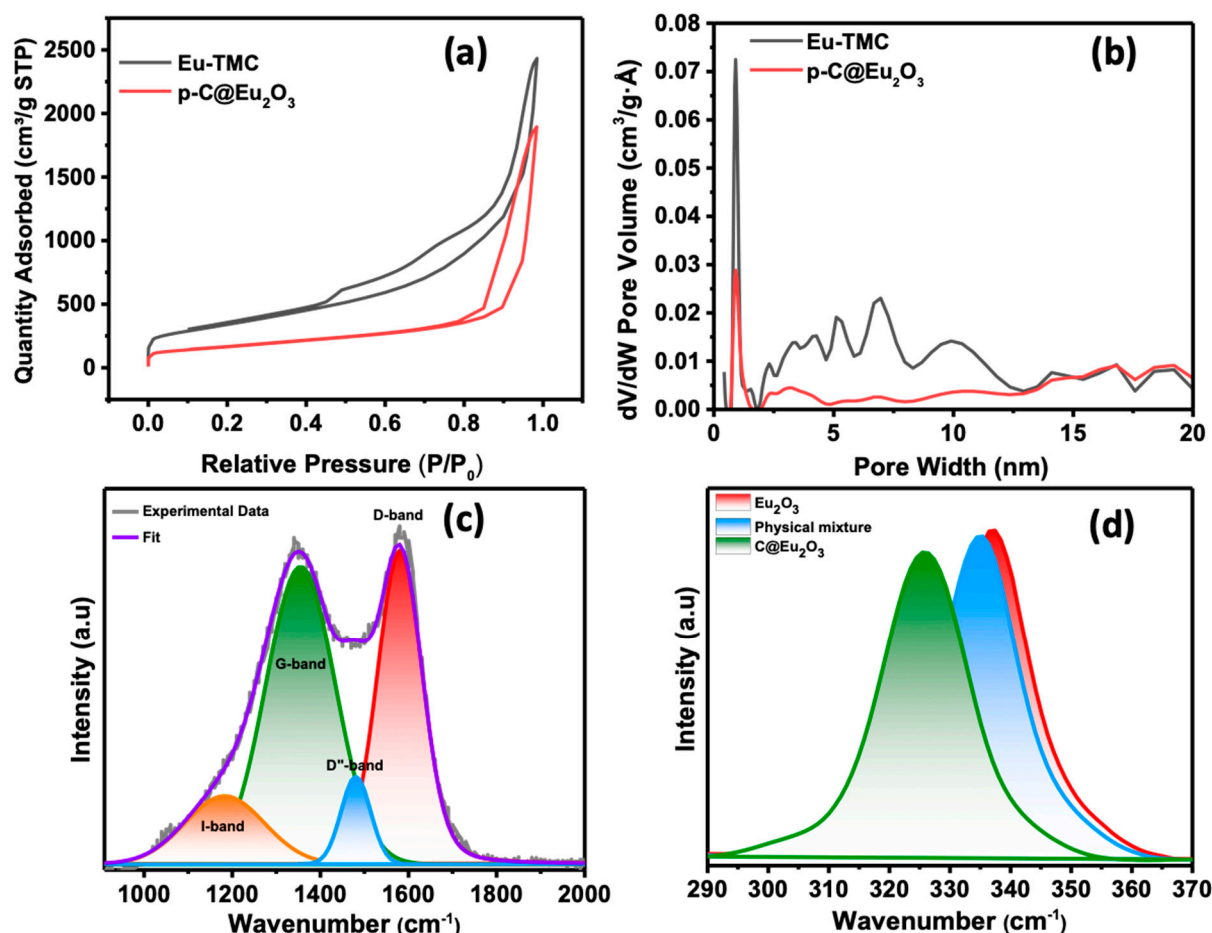 (a)
Eu-TMC
p-C@Eu₂O₃
Quantity Adsorbed (cm³/g STP)
2500
2000
1500
1000
500
0
0.0 0.2 0.4 0.6 0.8 1.0
Relative Pressure (P/P₀)
(b)
Eu-TMC
p-C@Eu₂O₃
dV/dW Pore Volume (cm³/g·Å)
0.08
0.07
0.06
0.05
0.04
0.03
0.02
0.01
0.00
0 5 10 15 20
Pore Width (nm)
(c)
Experimental Data
Fit
D-band
G-band
D"-band
I-band
Intensity (a.u)
1000 1200 1400 1600 1800 2000
Wavenumber (cm⁻¹)
(d)
Eu₂O₃
Physical mixture
C@Eu₂O₃
Intensity (a.u)
290 300 310 320 330 340 350 360 370
Wavenumber (cm⁻¹)